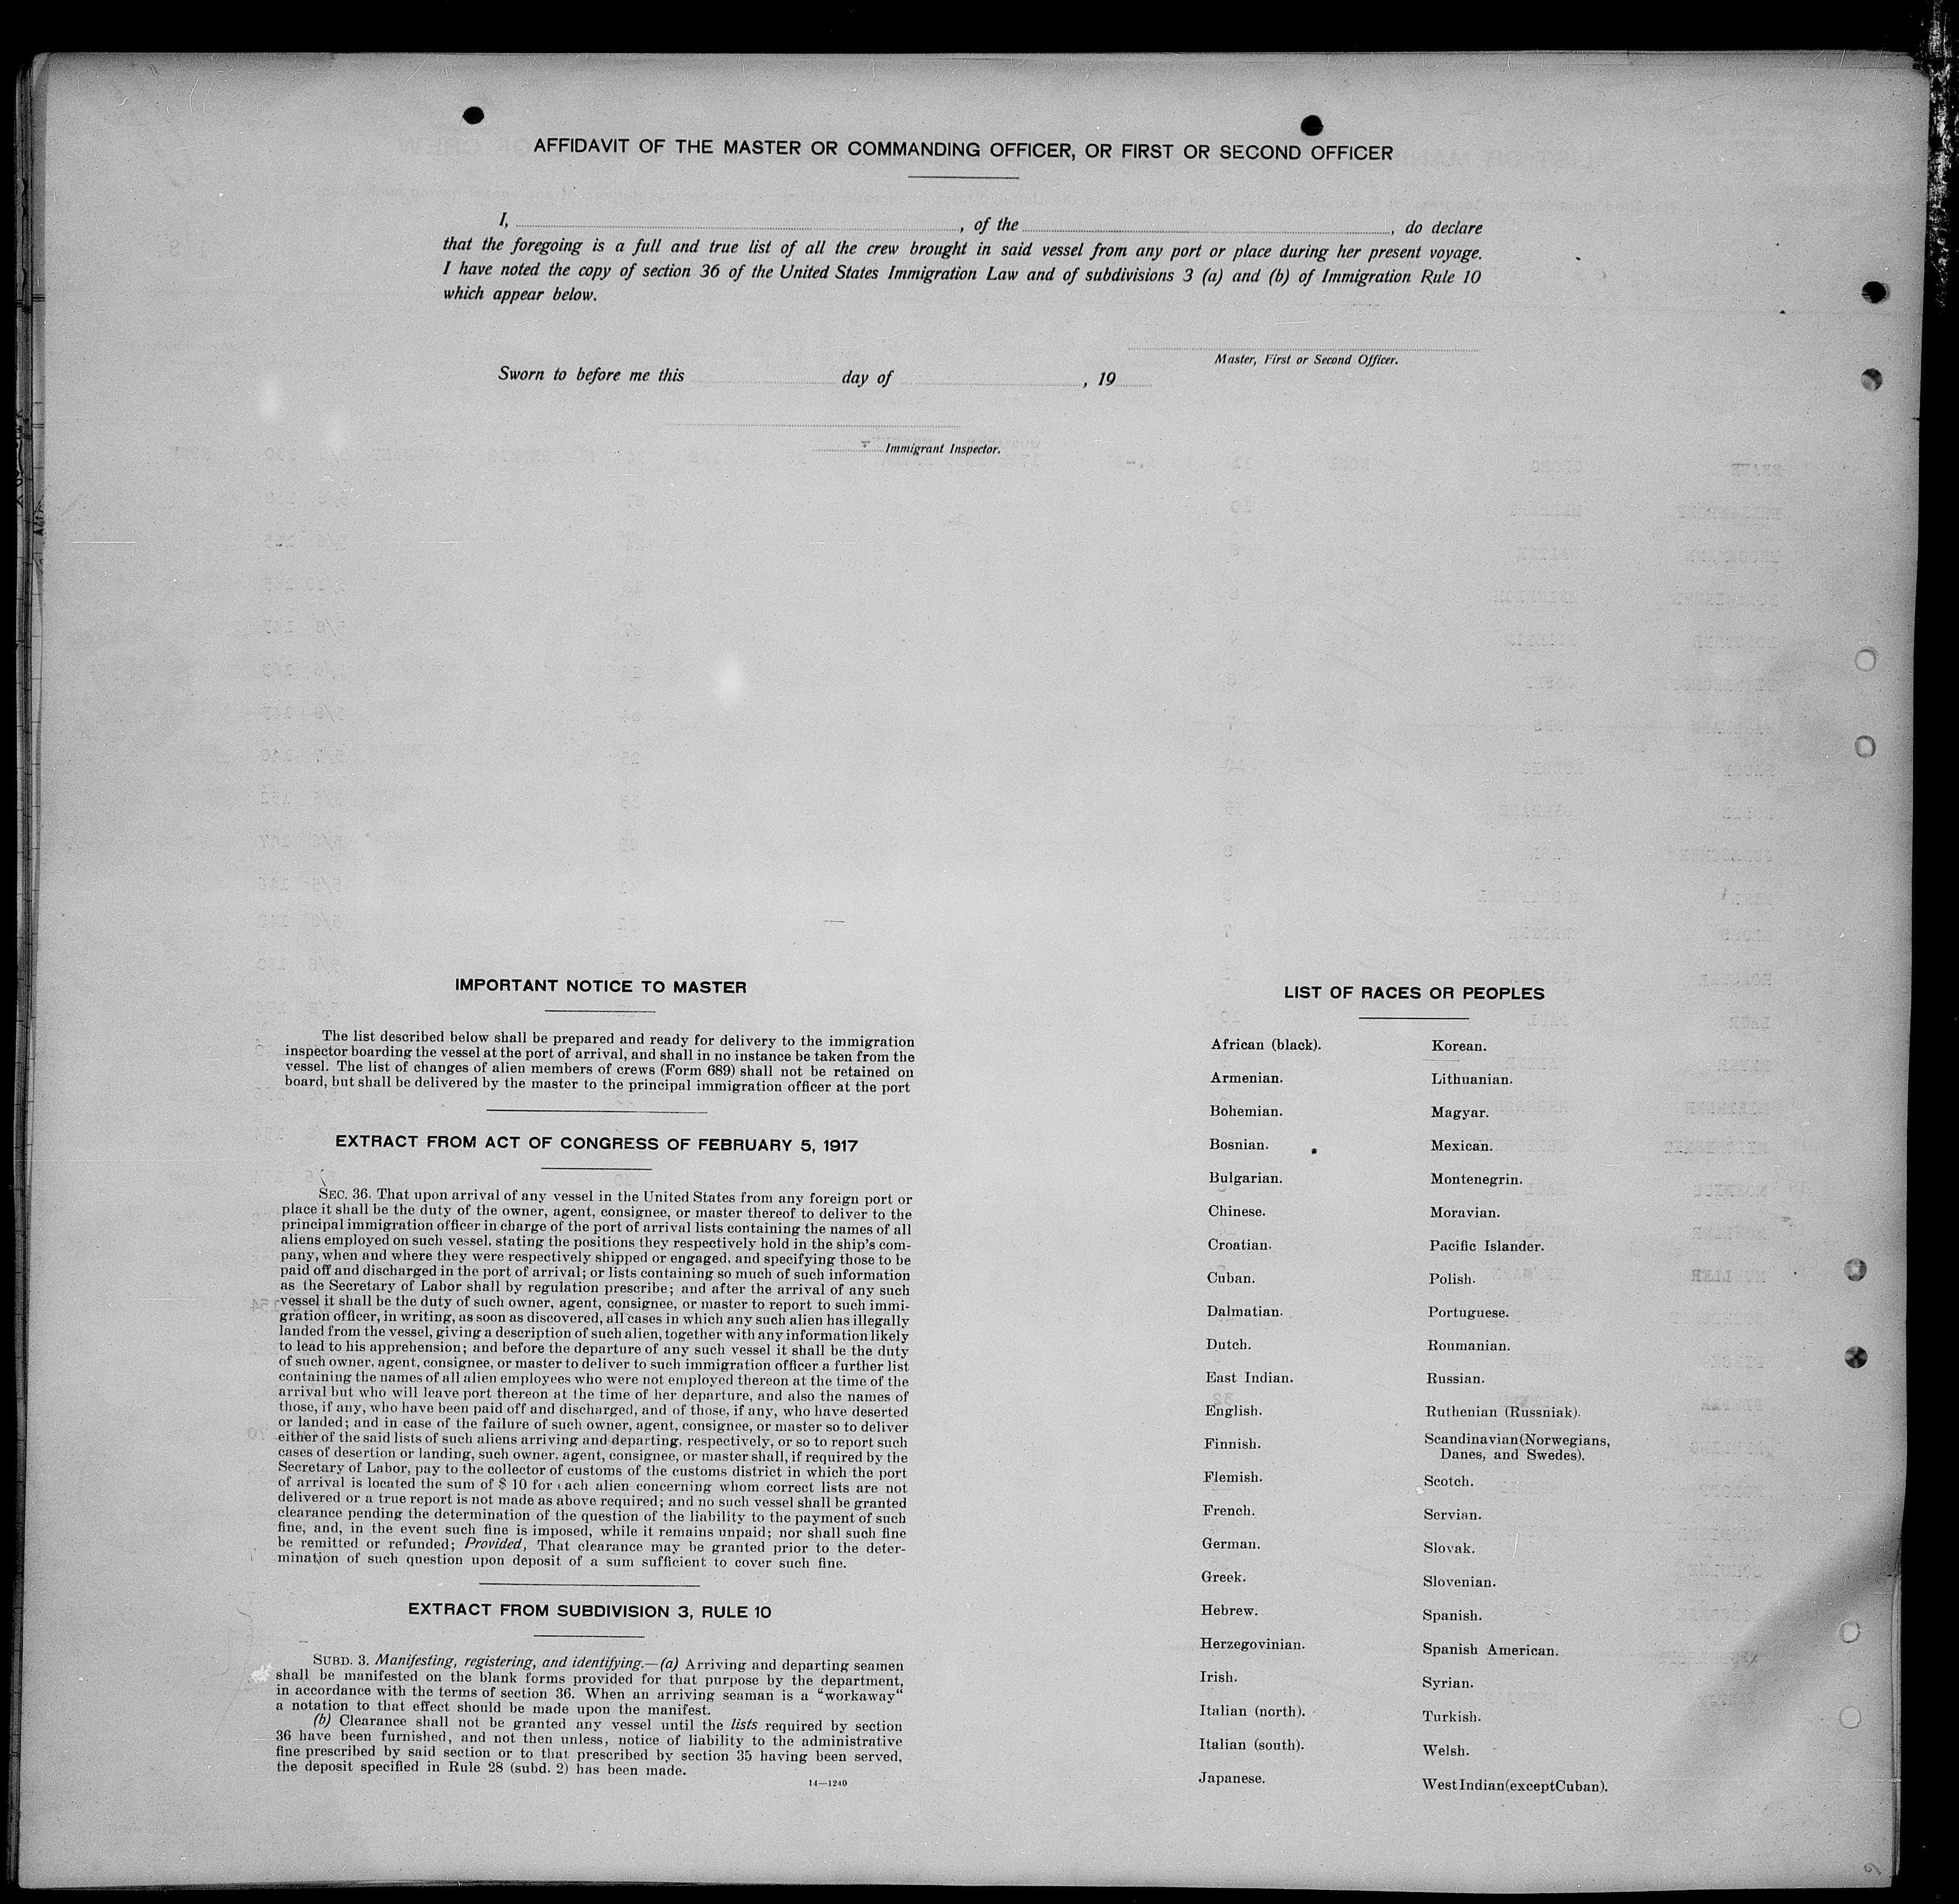 AFFIDAVIT OF THE MASTER OR COMMANDING OFFICER, OR FIRST OR SECOND OFFICER
I, , of the , do declare
that the foregoing is a full and true list of all the crew brought in said vessel from any port or place during her present voyage.
I have noted the copy of section 36 of the United States Immigration Law and of subdivisions 3 (a) and (b) of Immigration Rule 10
which appear below.
Master, First or Second Officer.
Sworn to before me this day of , 19
Immigrant Inspector.
IMPORTANT NOTICE TO MASTER
The list described below shall be prepared and ready for delivery to the immigration
inspector boarding the vessel at the port of arrival, and shall in no instance be taken from the
vessel. The list of changes of alien members of crews (Form 689) shall not be retained on
board, but shall be delivered by the master to the principal immigration officer at the port
EXTRACT FROM ACT OF CONGRESS OF FEBRUARY 5, 1917
SEC. 36. That upon arrival of any vessel in the United States from any foreign port or
place it shall be the duty of the owner, agent, consignee, or master thereof to deliver to the
principal immigration officer in charge of the port of arrival lists containing the names of all
aliens employed on such vessel, stating the positions they respectively hold in the ship's com-
pany, when and where they were respectively shipped or engaged, and specifying those to be
paid off and discharged in the port of arrival; or lists containing so much of such information
as the Secretary of Labor shall by regulation prescribe; and after the arrival of any such
vessel it shall be the duty of such owner, agent, consignee, or master to report to such immi-
gration officer, in writing, as soon as discovered, all cases in which any such alien has illegally
landed from the vessel, giving a description of such alien, together with any information likely
to lead to his apprehension; and before the departure of any such vessel it shall be the duty
of such owner, agent, consignee, or master to deliver to such immigration officer a further list
containing the names of all alien employees who were not employed thereon at the time of the
arrival but who will leave port thereon at the time of her departure, and also the names of
those, if any, who have been paid off and discharged, and of those, if any, who have deserted
or landed; and in case of the failure of such owner, agent, consignee, or master so to deliver
either of the said lists of such aliens arriving and departing, respectively, or so to report such
cases of desertion or landing, such owner, agent, consignee, or master shall, if required by the
Secretary of Labor, pay to the collector of customs of the customs district in which the port
of arrival is located the sum of $ 10 for each alien concerning whom correct lists are not
delivered or a true report is not made as above required; and no such vessel shall be granted
clearance pending the determination of the question of the liability to the payment of such
fine, and, in the event such fine is imposed, while it remains unpaid; nor shall such fine
be remitted or refunded; Provided, That clearance may be granted prior to the deter-
mination of such question upon deposit of a sum sufficient to cover such fine.
EXTRACT FROM SUBDIVISION 3, RULE 10
SUBD. 3. Manifesting, registering, and identifying.—(a) Arriving and departing seamen
shall be manifested on the blank forms provided for that purpose by the department,
in accordance with the terms of section 36. When an arriving seaman is a "workaway"
a notation to that effect should be made upon the manifest.
(b) Clearance shall not be granted any vessel until the lists required by section
36 have been furnished, and not then unless, notice of liability to the administrative
fine prescribed by said section or to that prescribed by section 35 having been served,
the deposit specified in Rule 28 (subd. 2) has been made.
14—1240
LIST OF RACES OR PEOPLES
African (black).
Armenian.
Bohemian.
Bosnian.
Bulgarian.
Chinese.
Croatian.
Cuban.
Dalmatian.
Dutch.
East Indian.
English.
Finnish.
Flemish.
French.
German.
Greek.
Hebrew.
Herzegovinian.
Irish.
Italian (north).
Italian (south).
Japanese.
Korean.
Lithuanian.
Magyar.
Mexican.
Montenegrin.
Moravian.
Pacific Islander.
Polish.
Portuguese.
Roumanian.
Russian.
Ruthenian (Russniak).
Scandinavian (Norwegians,
Danes, and Swedes).
Scotch.
Servian.
Slovak.
Slovenian.
Spanish.
Spanish American.
Syrian.
Turkish.
Welsh.
West Indian (except Cuban).